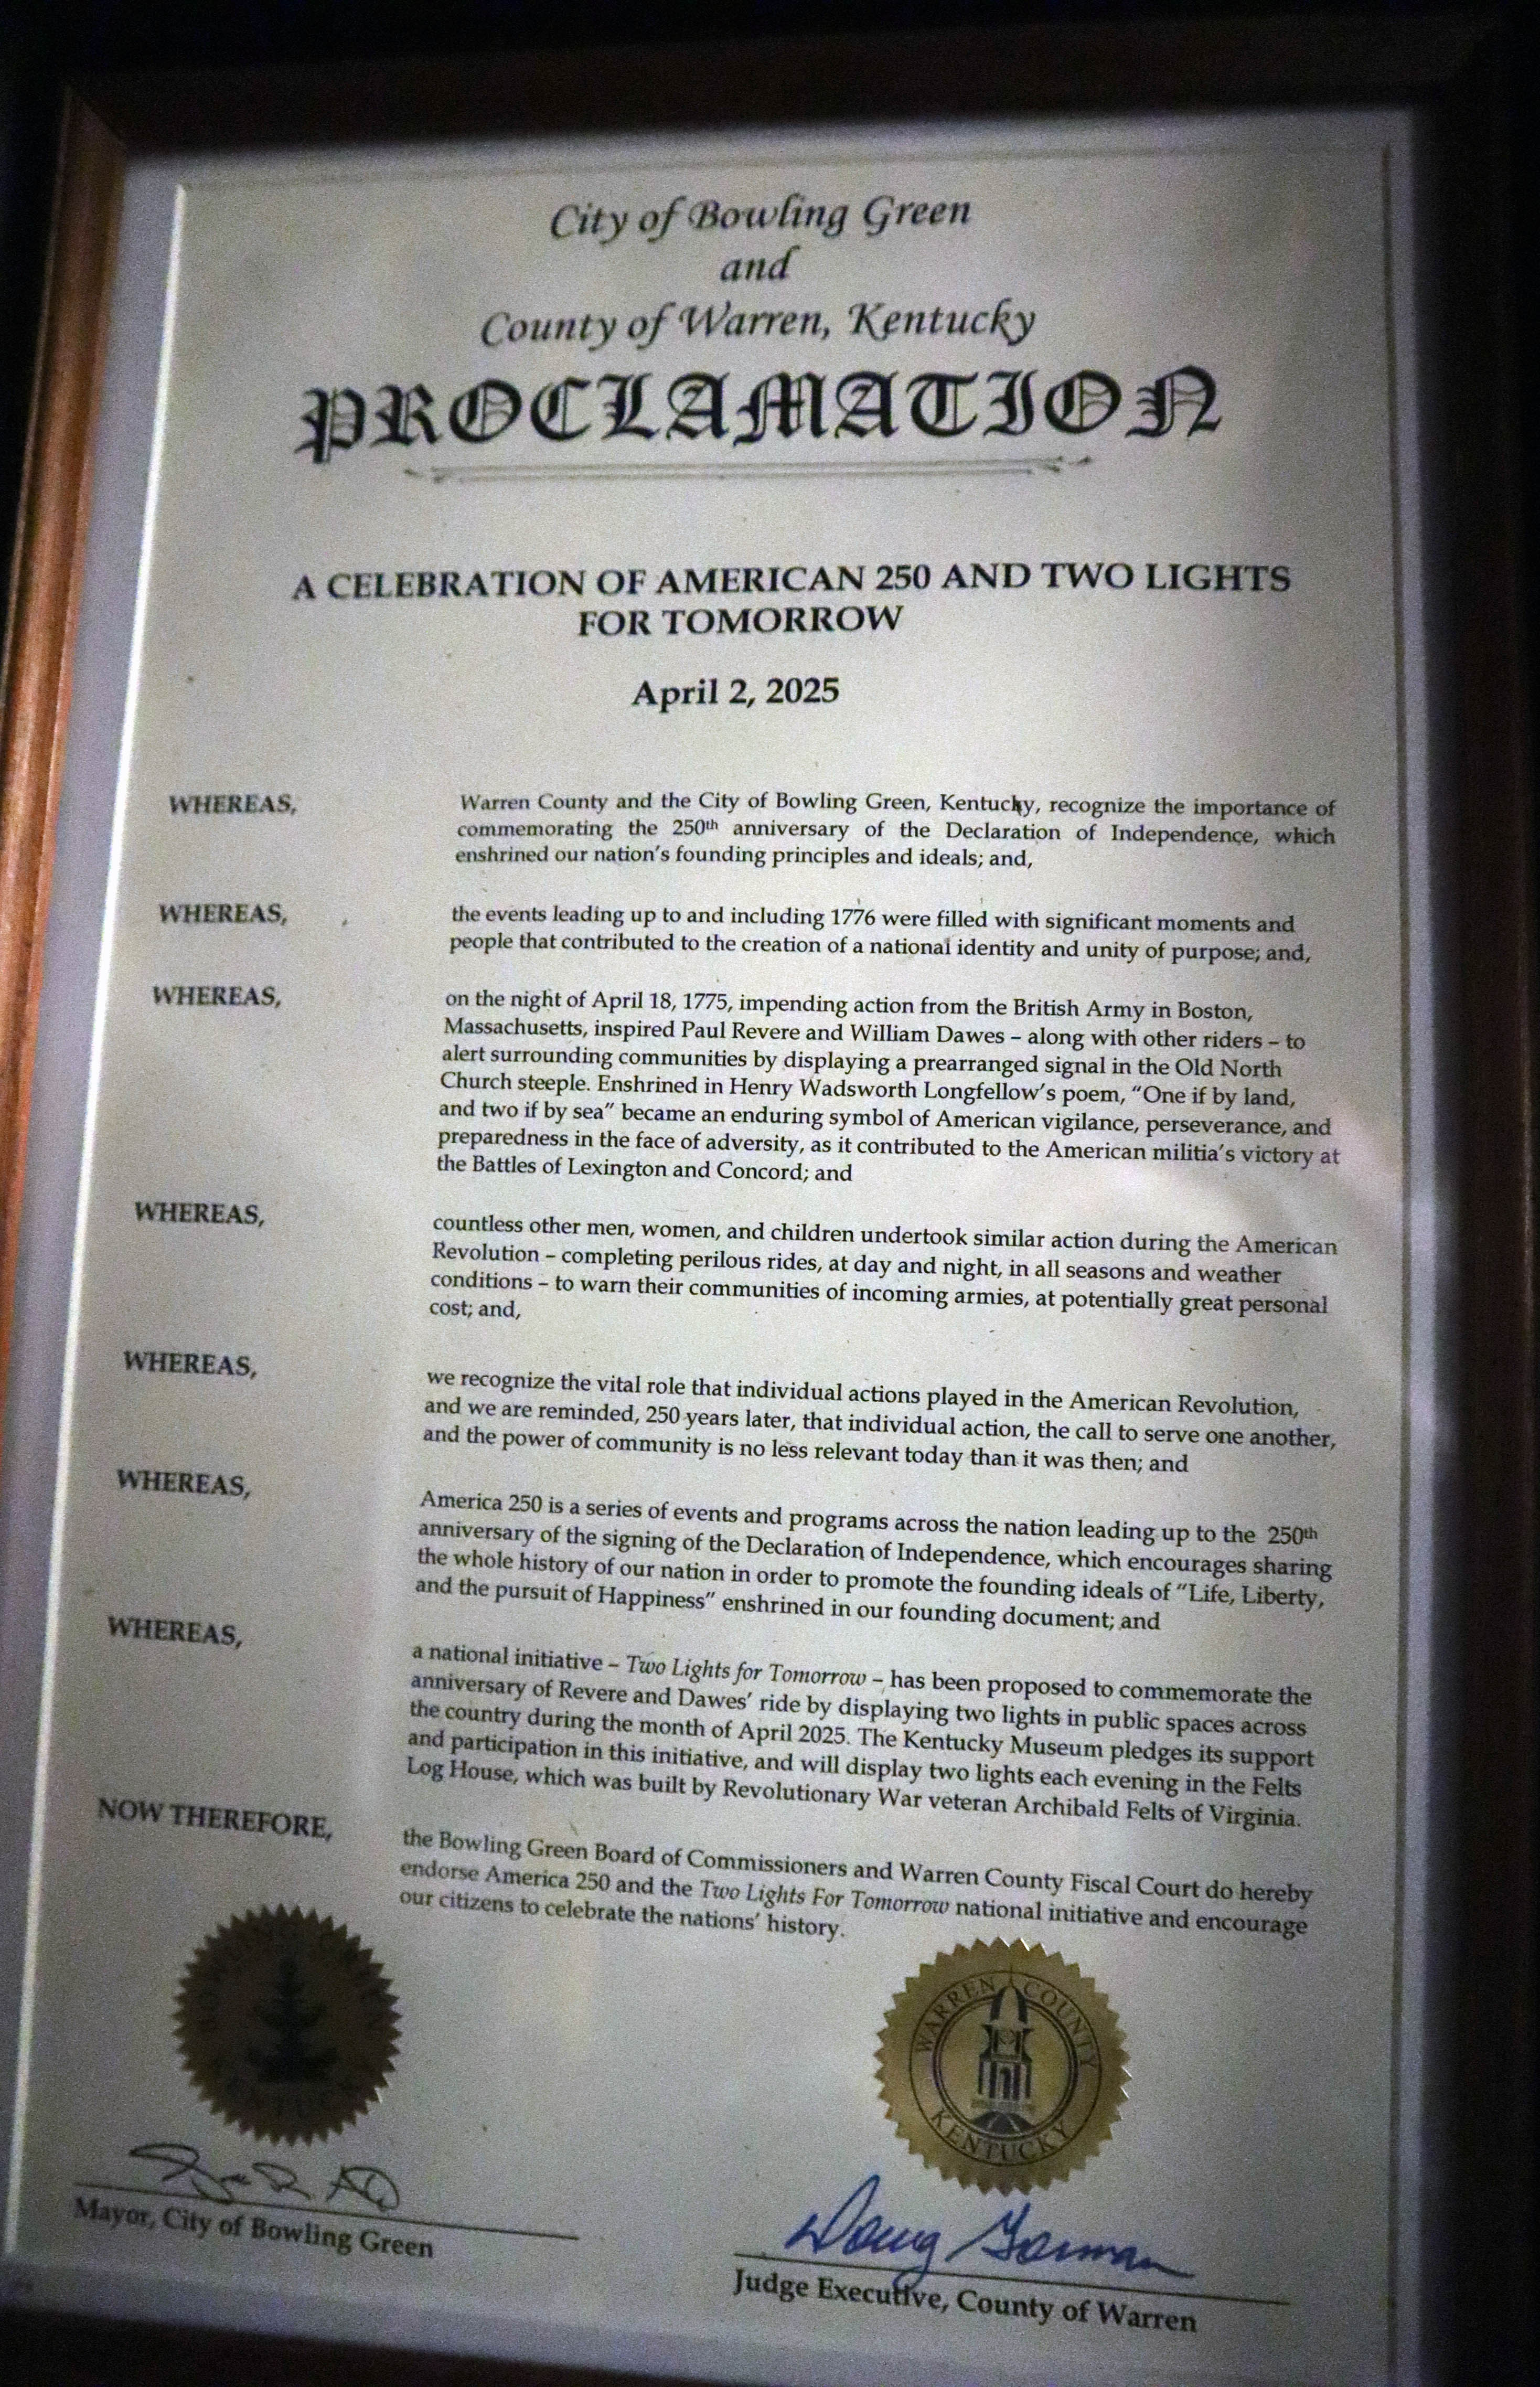 City of Bowling Green
and
County of Warren, Kentucky
PROCLAMATION
A CELEBRATION OF AMERICAN 250 AND TWO LIGHTS
FOR TOMORROW
April 2, 2025
WHEREAS, Warren County and the City of Bowling Green, Kentucky, recognize the importance of
commemorating the 250th anniversary of the Declaration of Independence, which
enshrined our nation's founding principles and ideals; and,
WHEREAS, the events leading up to and including 1776 were filled with significant moments and
people that contributed to the creation of a national identity and unity of purpose; and,
WHEREAS, on the night of April 18, 1775, impending action from the British Army in Boston,
Massachusetts, inspired Paul Revere and William Dawes – along with other riders – to
alert surrounding communities by displaying a prearranged signal in the Old North
Church steeple. Enshrined in Henry Wadsworth Longfellow's poem, "One if by land,
and two if by sea" became an enduring symbol of American vigilance, perseverance, and
preparedness in the face of adversity, as it contributed to the American militia's victory at
the Battles of Lexington and Concord; and
WHEREAS, countless other men, women, and children undertook similar action during the American
Revolution – completing perilous rides, at day and night, in all seasons and weather
conditions – to warn their communities of incoming armies, at potentially great personal
cost; and,
WHEREAS, we recognize the vital role that individual actions played in the American Revolution,
and we are reminded, 250 years later, that individual action, the call to serve one another,
and the power of community is no less relevant today than it was then; and
WHEREAS, America 250 is a series of events and programs across the nation leading up to the 250th
anniversary of the signing of the Declaration of Independence, which encourages sharing
the whole history of our nation in order to promote the founding ideals of "Life, Liberty,
and the pursuit of Happiness" enshrined in our founding document; and
WHEREAS, a national initiative – Two Lights for Tomorrow – has been proposed to commemorate the
anniversary of Revere and Dawes' ride by displaying two lights in public spaces across
the country during the month of April 2025. The Kentucky Museum pledges its support
and participation in this initiative, and will display two lights each evening in the Felts
Log House, which was built by Revolutionary War veteran Archibald Felts of Virginia.
NOW THEREFORE, the Bowling Green Board of Commissioners and Warren County Fiscal Court do hereby
endorse America 250 and the Two Lights For Tomorrow national initiative and encourage
our citizens to celebrate the nations' history.
WARREN COUNTY
KENTUCKY
Mayor, City of Bowling Green
Doug Gorman
Judge Executive, County of Warren